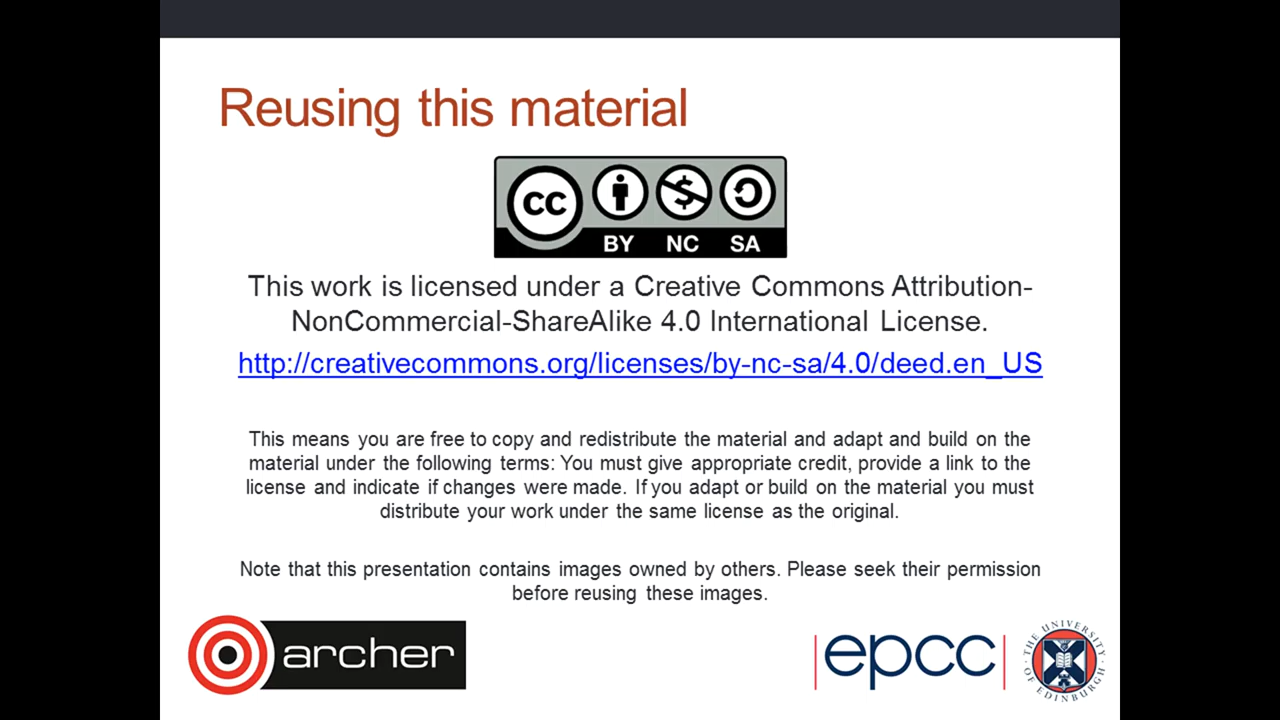 Reusing this material
CC
BY NC SA
This work is licensed under a Creative Commons Attribution-
NonCommercial-ShareAlike 4.0 International License.
http://creativecommons.org/licenses/by-nc-sa/4.0/deed.en_US
This means you are free to copy and redistribute the material and adapt and build on the
material under the following terms: You must give appropriate credit, provide a link to the
license and indicate if changes were made. If you adapt or build on the material you must
distribute your work under the same license as the original.
Note that this presentation contains images owned by others. Please seek their permission
before reusing these images.
archer
epcc
THE UNIVERSITY
OF EDINBURGH